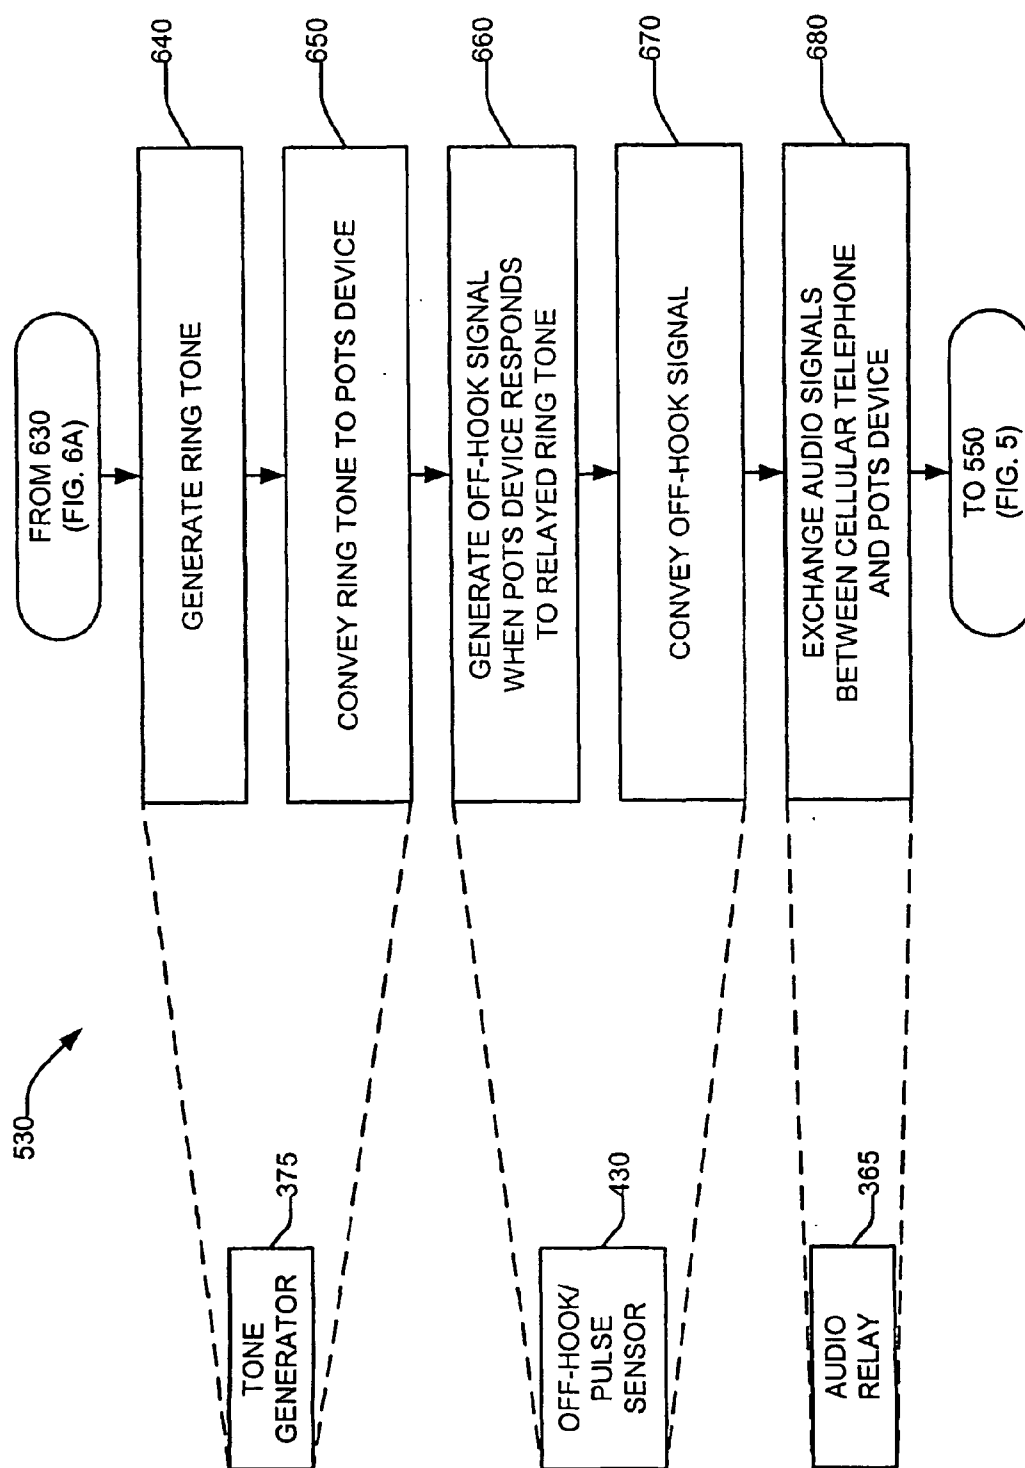 530
FROM 630
(FIG. 6A)
GENERATE RING TONE
640
CONVEY RING TONE TO POTS DEVICE
650
GENERATE OFF-HOOK SIGNAL
WHEN POTS DEVICE RESPONDS
TO RELAYED RING TONE
660
CONVEY OFF-HOOK SIGNAL
670
EXCHANGE AUDIO SIGNALS
BETWEEN CELLULAR TELEPHONE
AND POTS DEVICE
680
TO 550
(FIG. 5)
TONE
GENERATOR
375
OFF-HOOK/
PULSE
SENSOR
430
AUDIO
RELAY
365